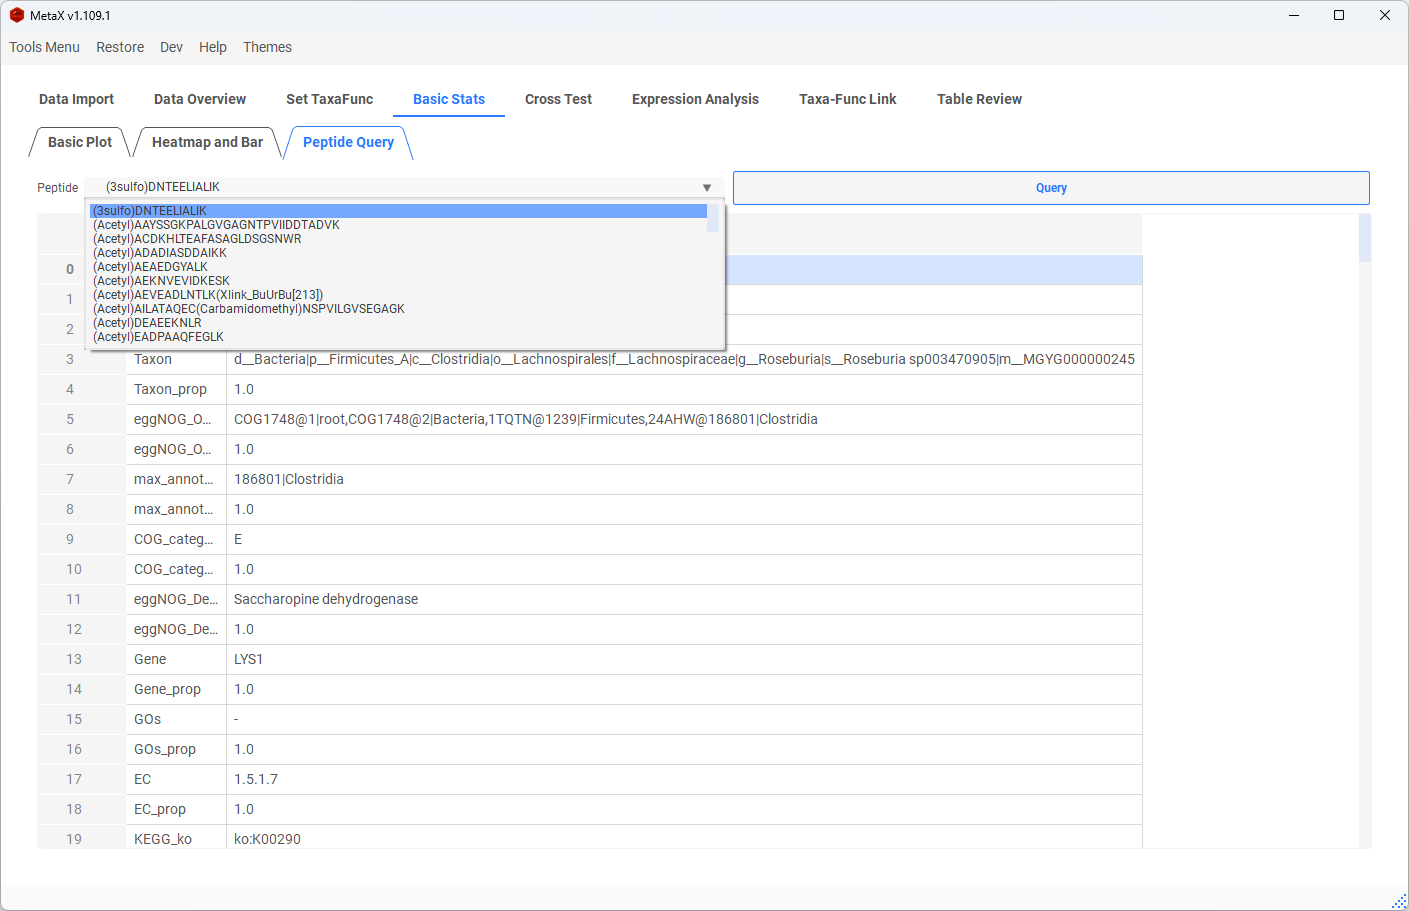 MetaX v1.109.1
Tools Menu Restore Dev Help Themes
Data Import Data Overview Set TaxaFunc Basic Stats Cross Test Expression Analysis Taxa-Func Link Table Review
Basic Plot Heatmap and Bar Peptide Query
Peptide (3sulfo)DNTEELIALIK Query
(3sulfo)DNTEELIALIK
(Acetyl)AAYSSGKPALGVGAGNTPVIIDDTADVK
(Acetyl)ACDKHLTEAFASAGLDSGSNWR
(Acetyl)ADADIASDDAIKK
(Acetyl)AEAEDGYALK
(Acetyl)AEKNVEVIDKESK
(Acetyl)AEVEADLNTLK(Xlink_BuUrBu[213])
(Acetyl)AILATAQEC(Carbamidomethyl)NSPVILGVSEGAGK
(Acetyl)DEAEEKNLR
(Acetyl)EADPAAQFEGLK
0
1
2
3 Taxon d__Bacteria|p__Firmicutes_A|c__Clostridia|o__Lachnospirales|f__Lachnospiraceae|g__Roseburia|s__Roseburia sp003470905|m__MGYG000000245
4 Taxon_prop 1.0
5 eggNOG_O... COG1748@1|root,COG1748@2|Bacteria,1TQTN@1239|Firmicutes,24AHW@186801|Clostridia
6 eggNOG_O... 1.0
7 max_annot... 186801|Clostridia
8 max_annot... 1.0
9 COG_categ... E
10 COG_categ... 1.0
11 eggNOG_De... Saccharopine dehydrogenase
12 eggNOG_De... 1.0
13 Gene LYS1
14 Gene_prop 1.0
15 GOs -
16 GOs_prop 1.0
17 EC 1.5.1.7
18 EC_prop 1.0
19 KEGG_ko ko:K00290